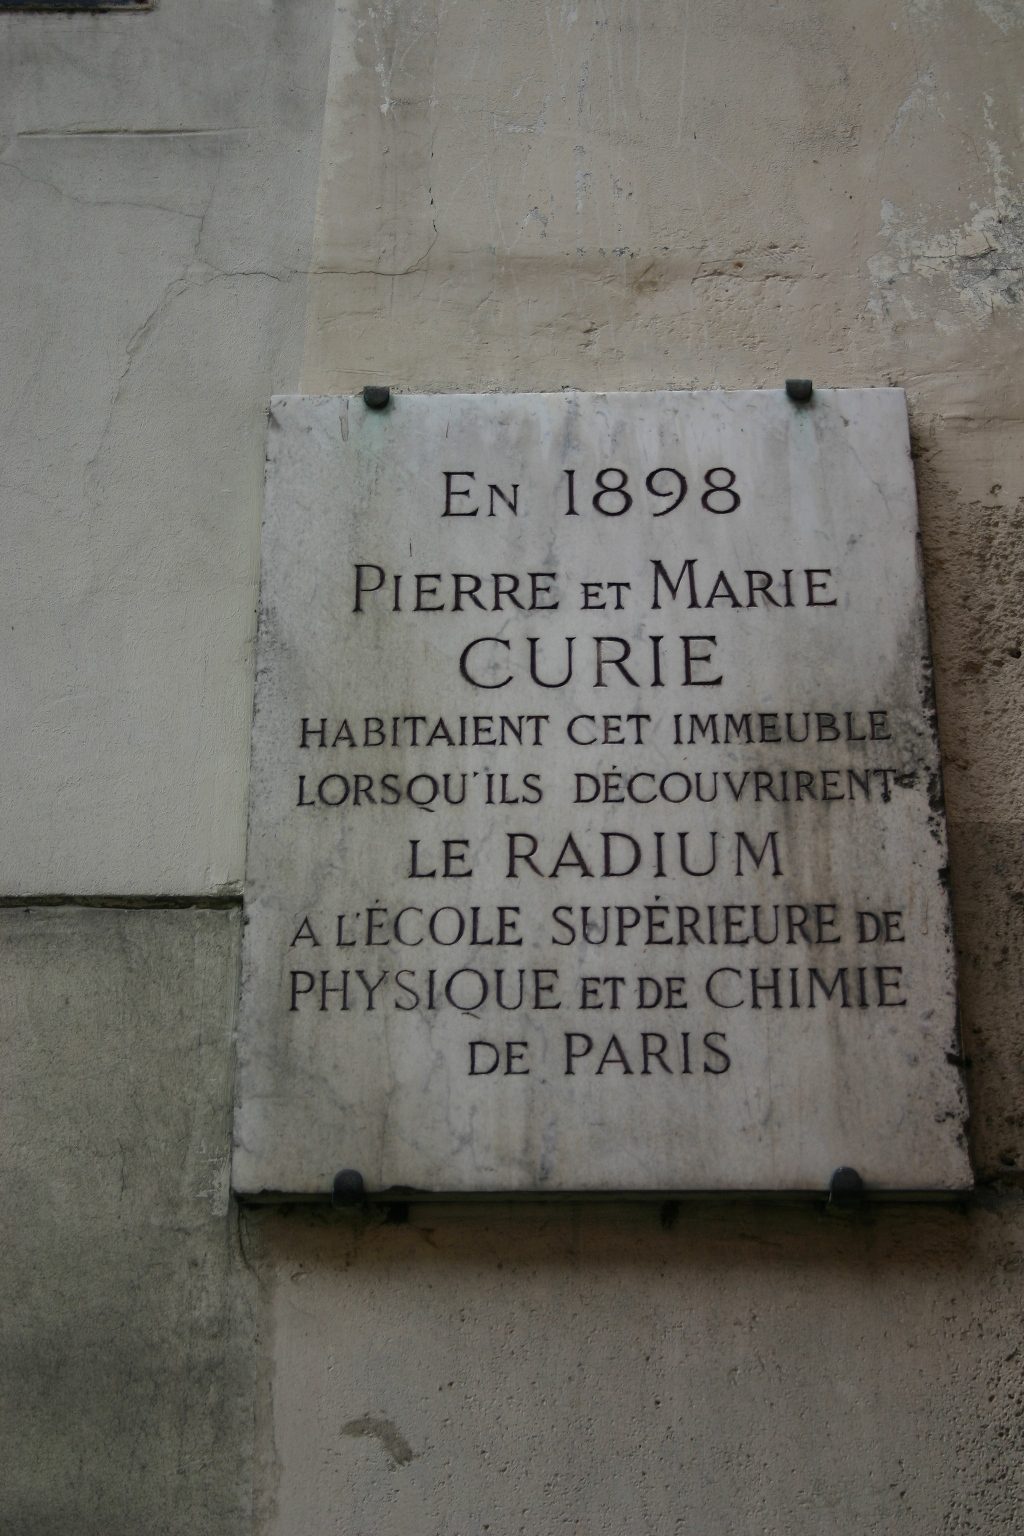 En 1898
Pierre et Marie
CURIE
HABITAIENT CET IMMEUBLE
LORSQU'ILS DÉCOUVRIRENT
LE RADIUM
A L'ÉCOLE SUPÉRIEURE DE
PHYSIQUE ET DE CHIMIE
DE PARIS